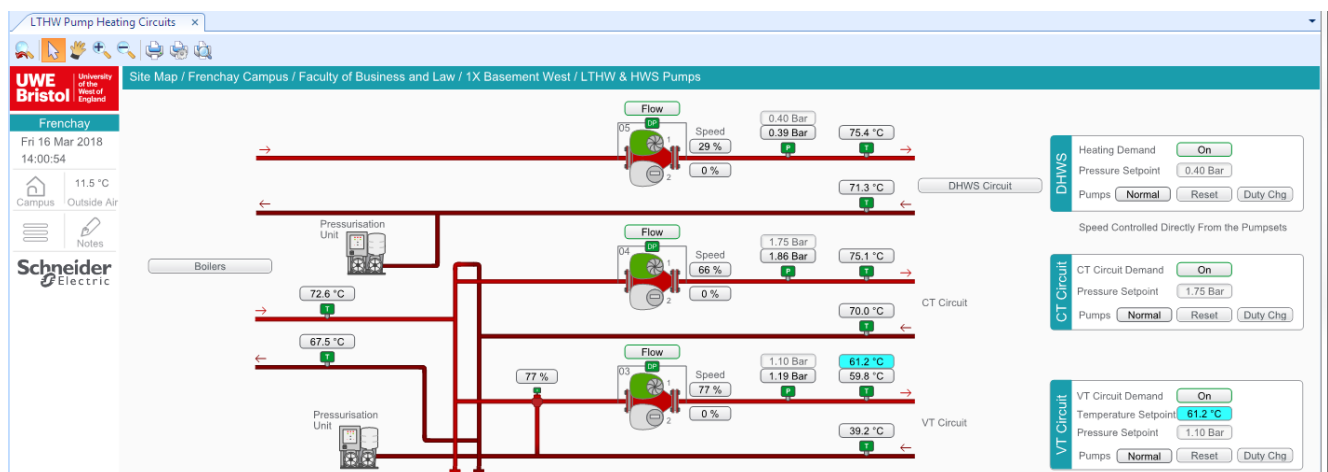 LTHW Pump Heating Circuits ×
UWE Bristol
University of the West of England
Site Map / Frenchay Campus / Faculty of Business and Law / 1X Basement West / LTHW & HWS Pumps
Frenchay
Fri 16 Mar 2018
14:00:54
11.5 °C
Campus Outside Air
Notes
Schneider Electric
Flow
DP
05
1
2
Speed
29 %
0 %
0.40 Bar
0.39 Bar
P
75.4 °C
T
71.3 °C
T
DHWS Circuit
Pressurisation
Unit
Boilers
Flow
DP
04
1
2
Speed
66 %
0 %
1.75 Bar
1.86 Bar
P
75.1 °C
T
72.6 °C
T
CT Circuit
70.0 °C
T
67.5 °C
T
Flow
DP
03
1
2
Speed
77 %
0 %
77 %
1.10 Bar
1.19 Bar
P
61.2 °C
59.8 °C
T
Pressurisation
Unit
VT Circuit
39.2 °C
T
DHWS
Heating Demand On
Pressure Setpoint 0.40 Bar
Pumps Normal Reset Duty Chg
Speed Controlled Directly From the Pumpsets
CT Circuit
CT Circuit Demand On
Pressure Setpoint 1.75 Bar
Pumps Normal Reset Duty Chg
VT Circuit
VT Circuit Demand On
Temperature Setpoint 61.2 °C
Pressure Setpoint 1.10 Bar
Pumps Normal Reset Duty Chg